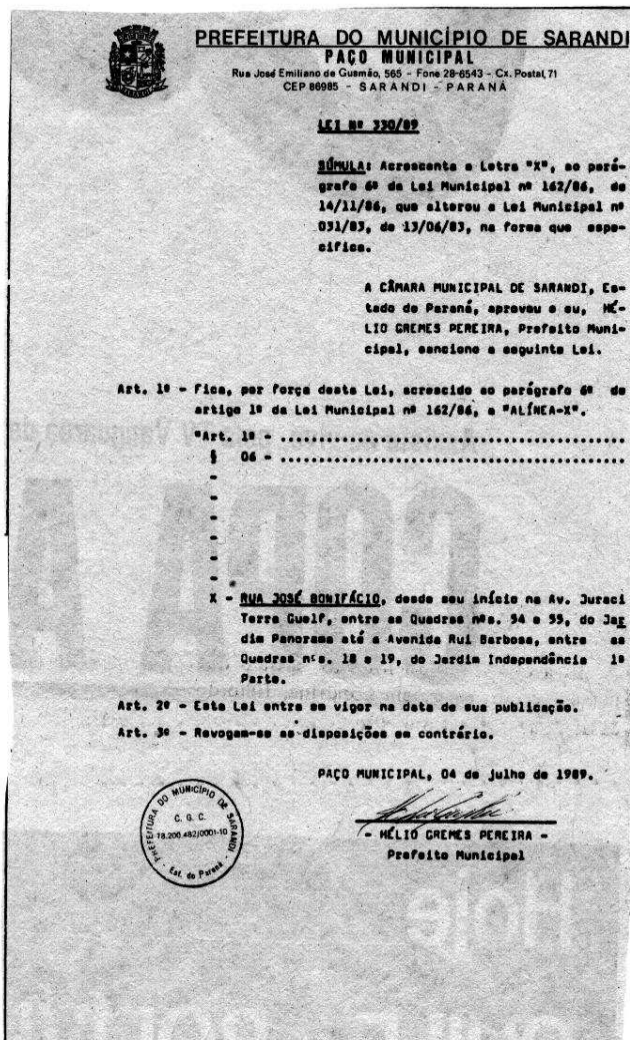 PREFEITURA DO MUNICÍPIO DE SARANDI
PAÇO MUNICIPAL
Rua José Emiliano de Gusmão, 565 - Fone 28-6543 - Cx. Postal, 71
CEP 86985 - SARANDI - PARANÁ
LEI Nº 330/89
SÚMULA: Acrescenta a Letra "X", ao pará-
grafo 6º da Lei Municipal nº 162/86, de
14/11/86, que alterou a Lei Municipal nº
031/83, de 13/06/83, na forma que espe-
cifica.
A CÂMARA MUNICIPAL DE SARANDI, Es-
tado do Paraná, aprovou e eu, HÉ-
LIO GREMES PEREIRA, Prefeito Muni-
cipal, sanciono a seguinte Lei.
Art. 1º - Fica, por força desta Lei, acrescido ao parágrafo 6º do
artigo 1º da Lei Municipal nº 162/86, a "ALÍNEA-X".
"Art. 1º - ................................................
§ 06 - ................................................
-
-
-
-
-
-
X - RUA JOSÉ BONIFÁCIO, desde seu início na Av. Juraci
Terra Guelf, entre as Quadras nºs. 54 e 55, do Jar
dim Panorama até a Avenida Rui Barbosa, entre as
Quadras nºs. 18 e 19, do Jardim Independência 1ª
Parte.
Art. 2º - Esta Lei entra em vigor na data de sua publicação.
Art. 3º - Revogam-se as disposições em contrário.
PAÇO MUNICIPAL, 04 de julho de 1989.
PREFEITURA DO MUNICÍPIO DE SARANDI
C. G. C.
78.200.482/0001-10
Est. do Paraná
- HÉLIO GREMES PEREIRA -
Prefeito Municipal
Hoje